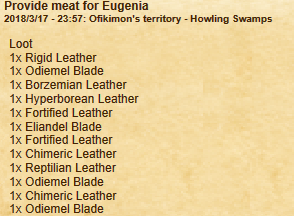 Provide meat for Eugenia
2018/3/17 - 23:57: Ofikimon's territory - Howling Swamps
Loot
1x Rigid Leather
1x Odiemel Blade
1x Borzemian Leather
1x Hyperborean Leather
1x Fortified Leather
1x Eliandel Blade
1x Fortified Leather
1x Chimeric Leather
1x Reptilian Leather
1x Odiemel Blade
1x Chimeric Leather
1x Odiemel Blade